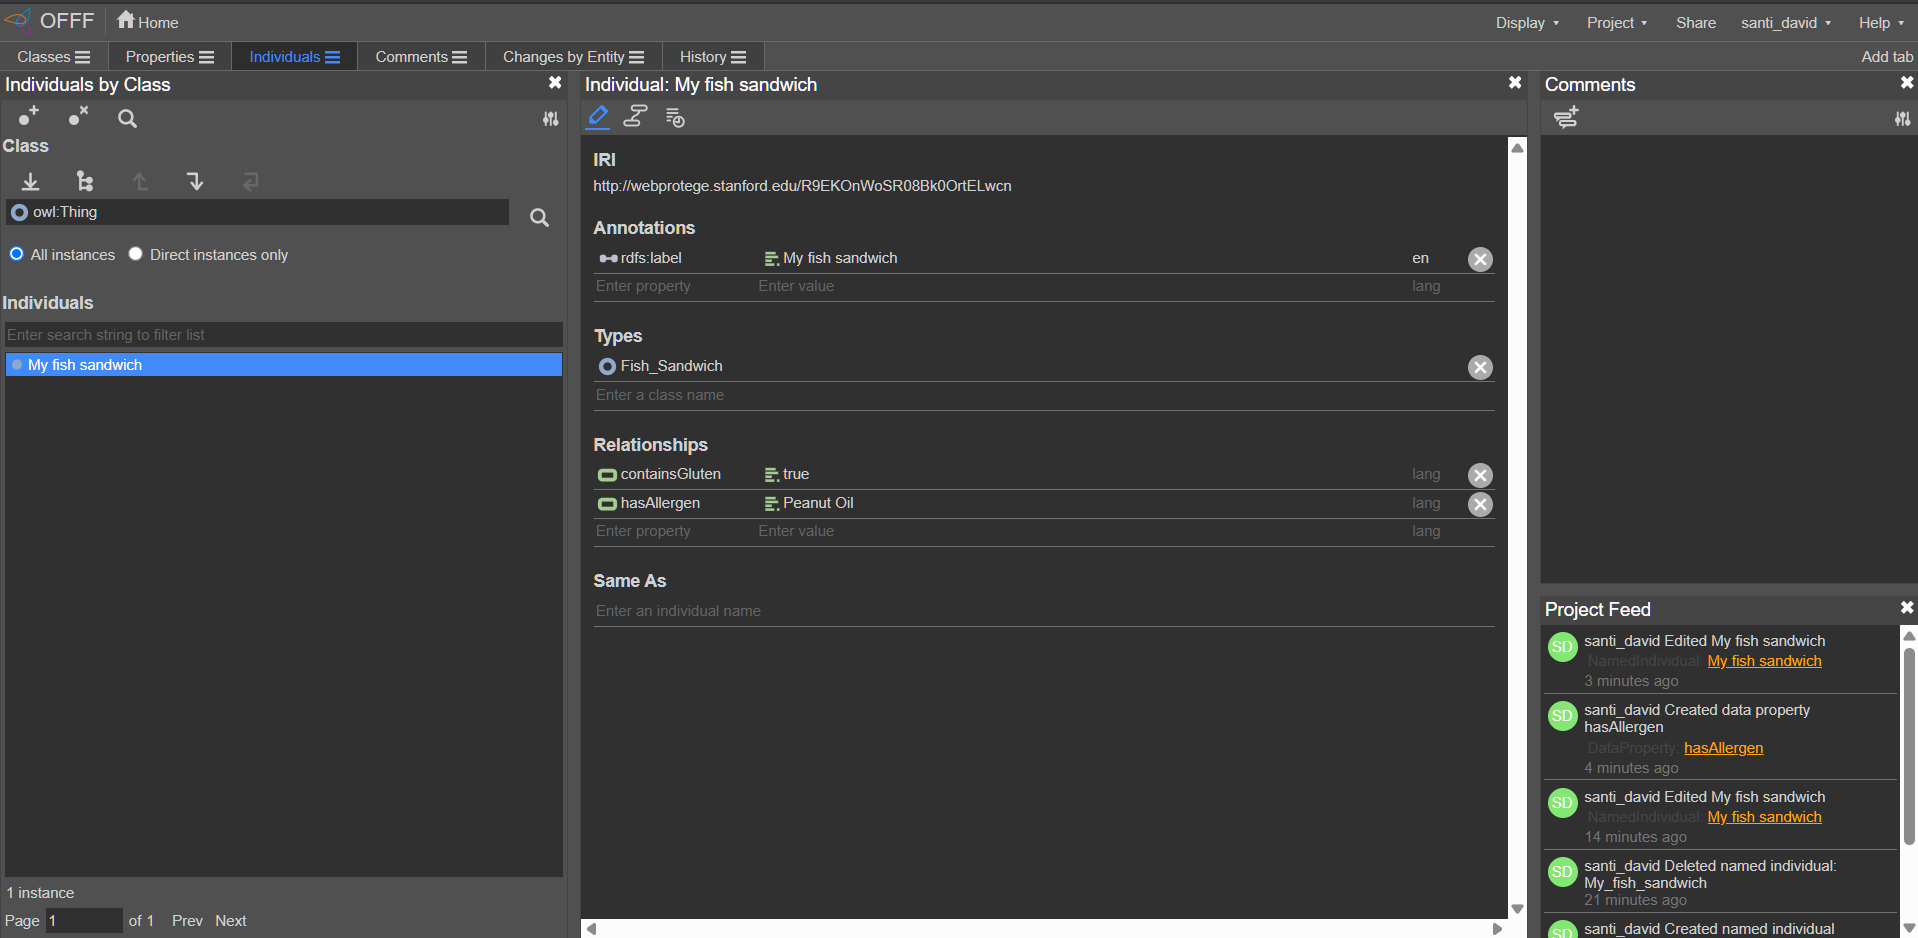 OFFF Home Display Project Share santi_david Help
Classes Properties Individuals Comments Changes by Entity History Add tab
Individuals by Class
Class
owl:Thing
All instances Direct instances only
Individuals
Enter search string to filter list
My fish sandwich
1 instance
Page 1 of 1 Prev Next
Individual: My fish sandwich
IRI
http://webprotege.stanford.edu/R9EKOnWoSR08Bk0OrtELwcn
Annotations
rdfs:label My fish sandwich en
Enter property Enter value lang
Types
Fish_Sandwich
Enter a class name
Relationships
containsGluten true lang
hasAllergen Peanut Oil lang
Enter property Enter value lang
Same As
Enter an individual name
Comments
Project Feed
SD santi_david Edited My fish sandwich
NamedIndividual: My fish sandwich
3 minutes ago
SD santi_david Created data property
hasAllergen
DataProperty: hasAllergen
4 minutes ago
SD santi_david Edited My fish sandwich
NamedIndividual: My fish sandwich
14 minutes ago
SD santi_david Deleted named individual:
My_fish_sandwich
21 minutes ago
SD santi_david Created named individual